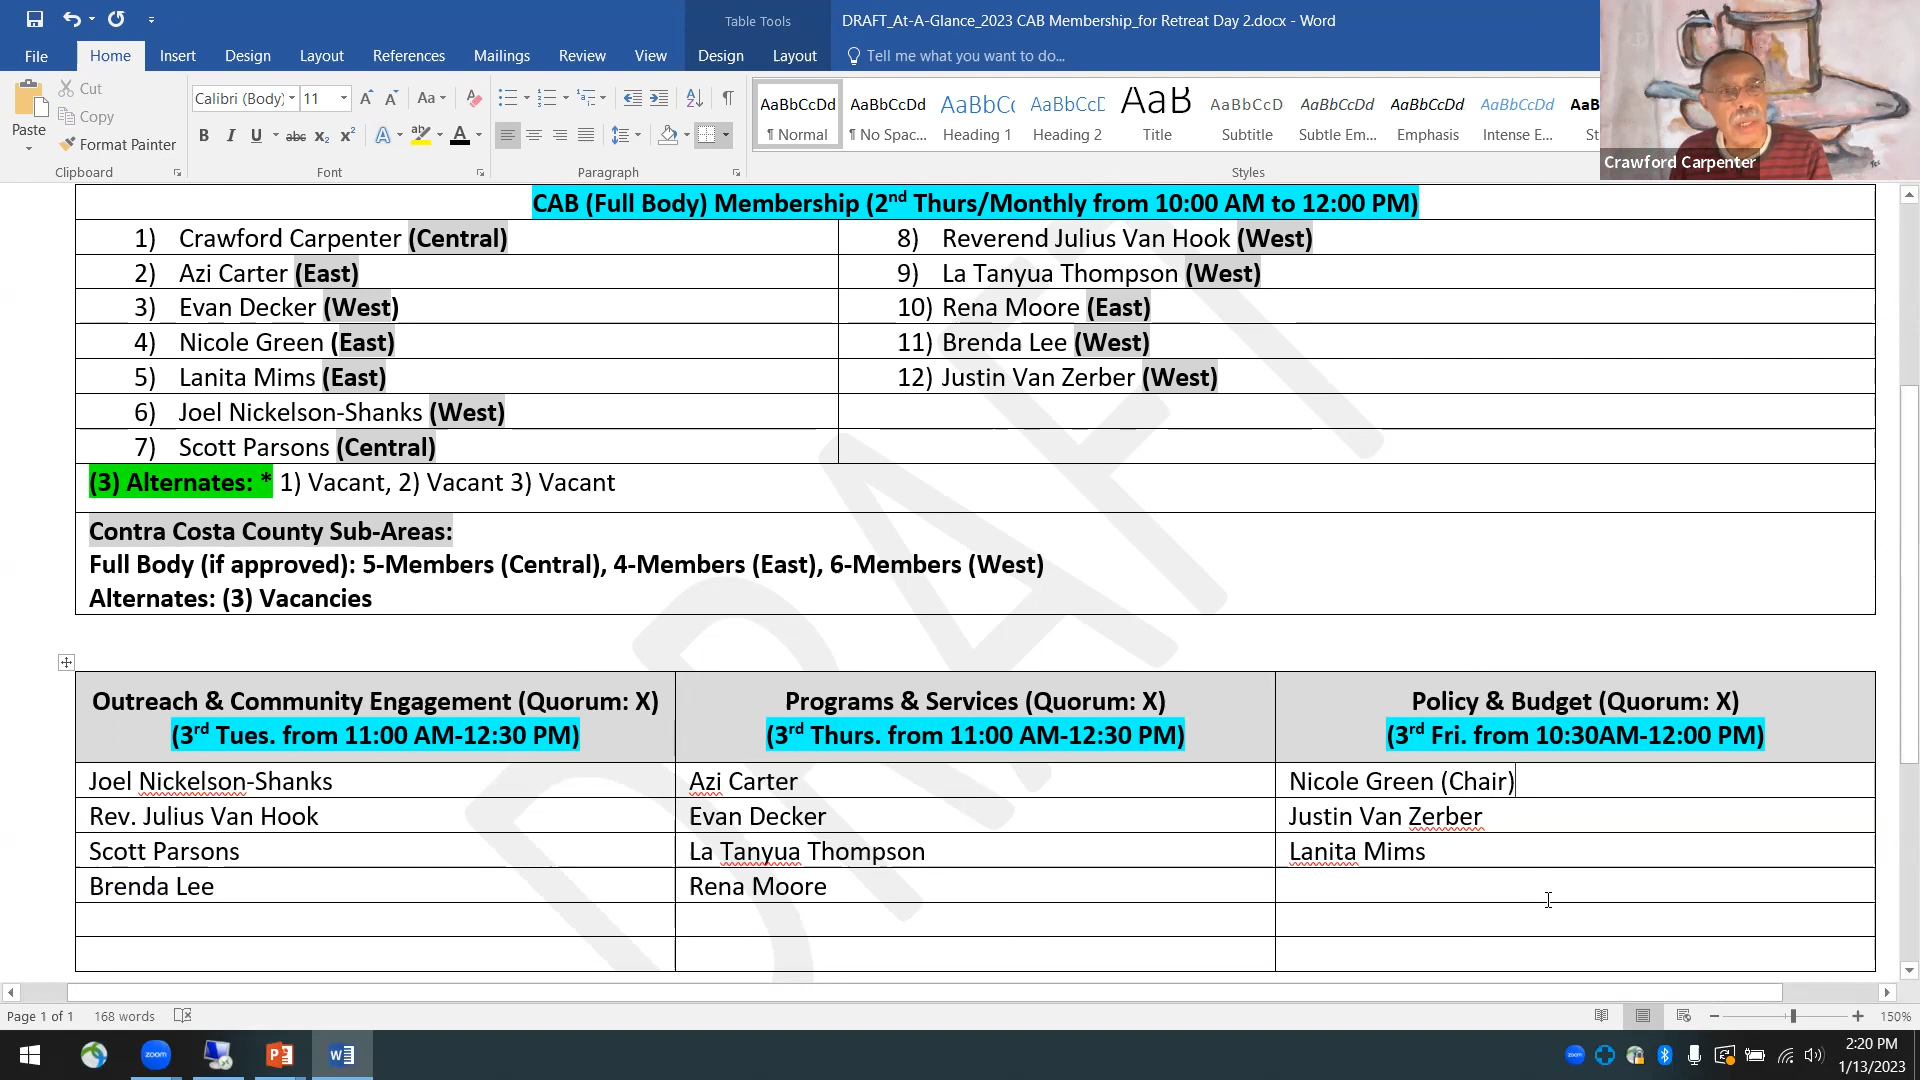 Table Tools
DRAFT_At-A-Glance_2023 CAB Membership_for Retreat Day 2.docx - Word
File Home Insert Design Layout References Mailings Review View Design Layout Tell me what you want to do...
Cut
Copy
Format Painter
Paste
Clipboard
Calibri (Body) 11
Font
Paragraph
AaBbCcDd AaBbCcDd AaBbC AaBbCcD AaB AaBbCcD AaBbCcDd AaBbCcDd AaBbCcDd AaBb
¶ Normal ¶ No Spac... Heading 1 Heading 2 Title Subtitle Subtle Em... Emphasis Intense E... St
Styles
Crawford Carpenter
CAB (Full Body) Membership (2nd Thurs/Monthly from 10:00 AM to 12:00 PM)
1) Crawford Carpenter (Central)
8) Reverend Julius Van Hook (West)
2) Azi Carter (East)
9) La Tanyua Thompson (West)
3) Evan Decker (West)
10) Rena Moore (East)
4) Nicole Green (East)
11) Brenda Lee (West)
5) Lanita Mims (East)
12) Justin Van Zerber (West)
6) Joel Nickelson-Shanks (West)
7) Scott Parsons (Central)
(3) Alternates: * 1) Vacant, 2) Vacant 3) Vacant
Contra Costa County Sub-Areas:
Full Body (if approved): 5-Members (Central), 4-Members (East), 6-Members (West)
Alternates: (3) Vacancies
DRAFT
Outreach & Community Engagement (Quorum: X)
(3rd Tues. from 11:00 AM-12:30 PM)
Programs & Services (Quorum: X)
(3rd Thurs. from 11:00 AM-12:30 PM)
Policy & Budget (Quorum: X)
(3rd Fri. from 10:30AM-12:00 PM)
Joel Nickelson-Shanks
Azi Carter
Nicole Green (Chair)
Rev. Julius Van Hook
Evan Decker
Justin Van Zerber
Scott Parsons
La Tanyua Thompson
Lanita Mims
Brenda Lee
Rena Moore
Page 1 of 1 168 words
150%
zoom
2:20 PM
1/13/2023